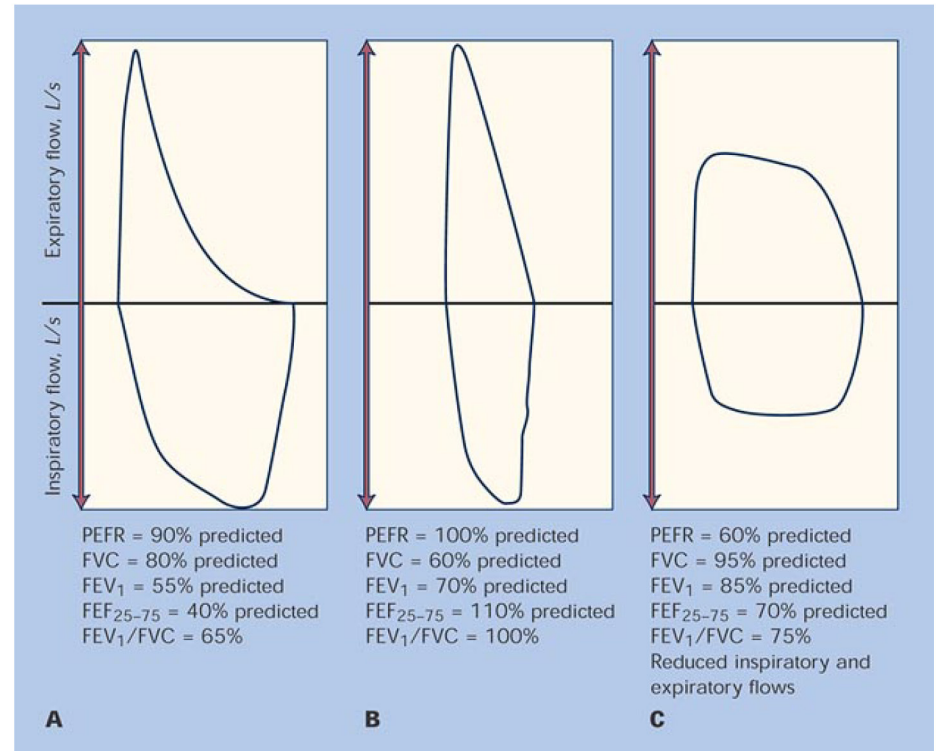 Expiratory flow, L/s
Inspiratory flow, L/s
PEFR = 90% predicted
FVC = 80% predicted
FEV1 = 55% predicted
FEF25–75 = 40% predicted
FEV1/FVC = 65%
A
PEFR = 100% predicted
FVC = 60% predicted
FEV1 = 70% predicted
FEF25–75 = 110% predicted
FEV1/FVC = 100%
B
PEFR = 60% predicted
FVC = 95% predicted
FEV1 = 85% predicted
FEF25–75 = 70% predicted
FEV1/FVC = 75%
Reduced inspiratory and
expiratory flows
C